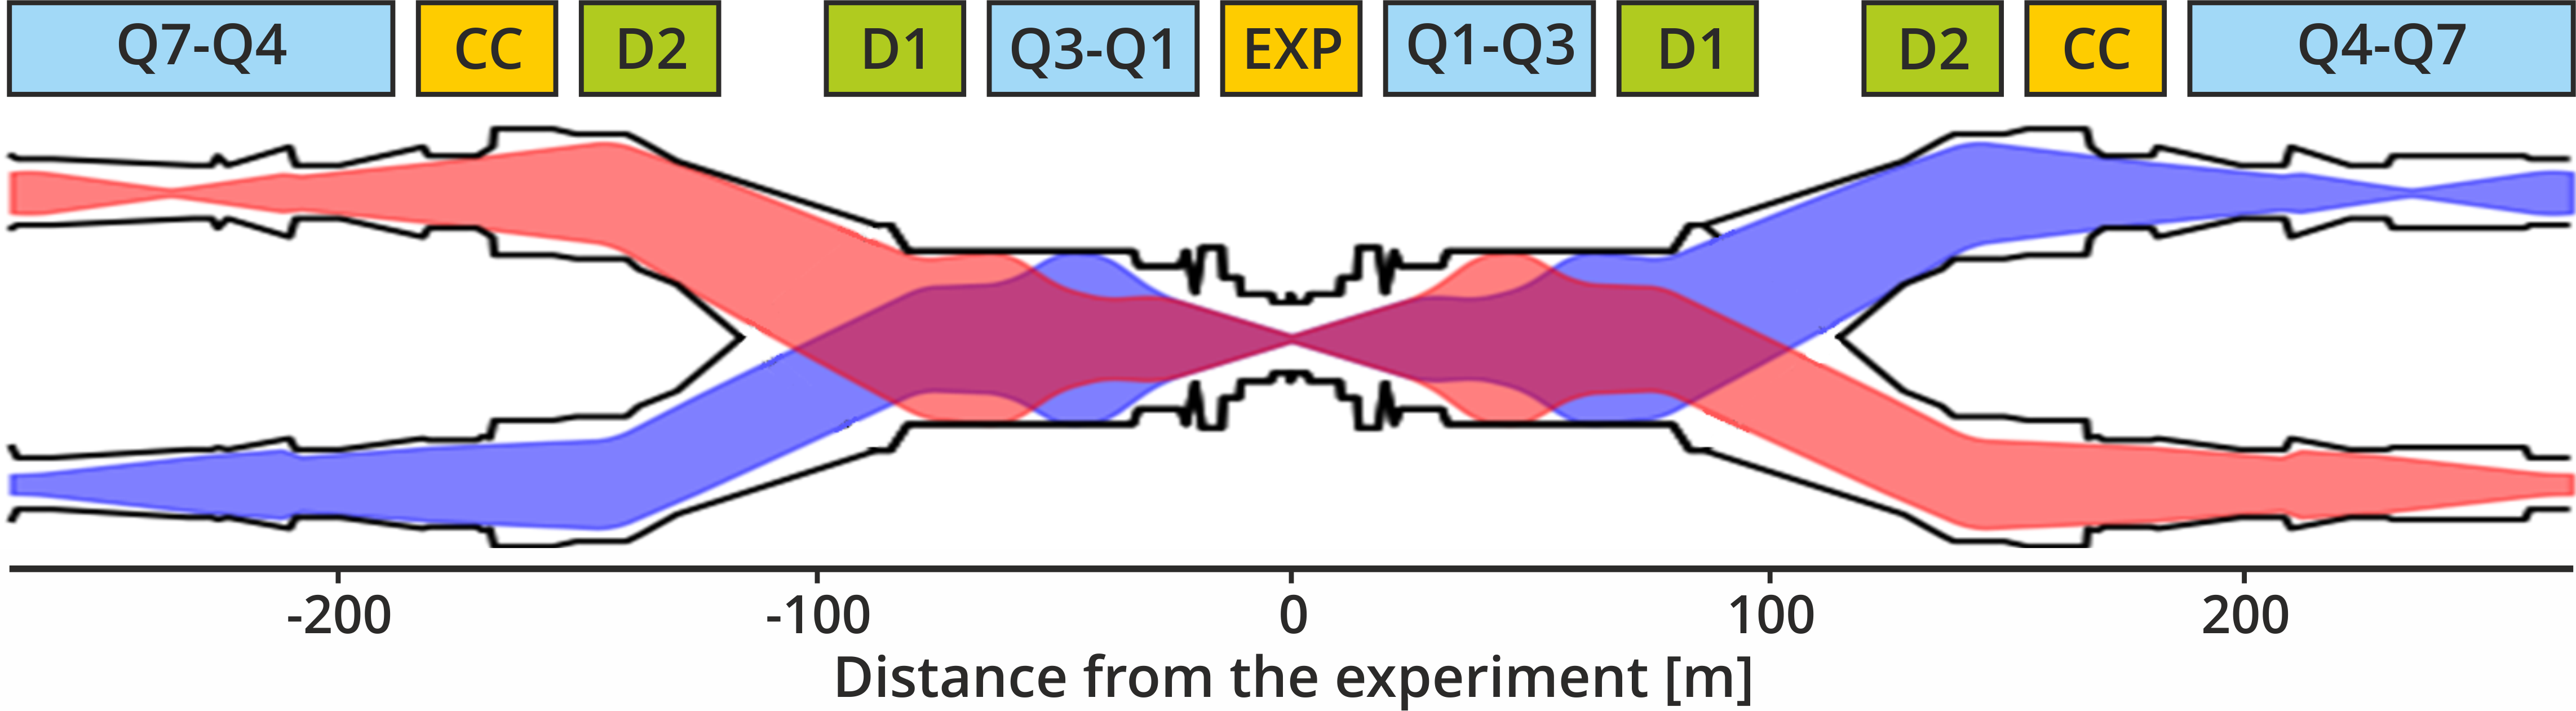 Q7-Q4 CC D2 D1 Q3-Q1 EXP Q1-Q3 D1 D2 CC Q4-Q7
-200 -100 0 100 200
Distance from the experiment [m]